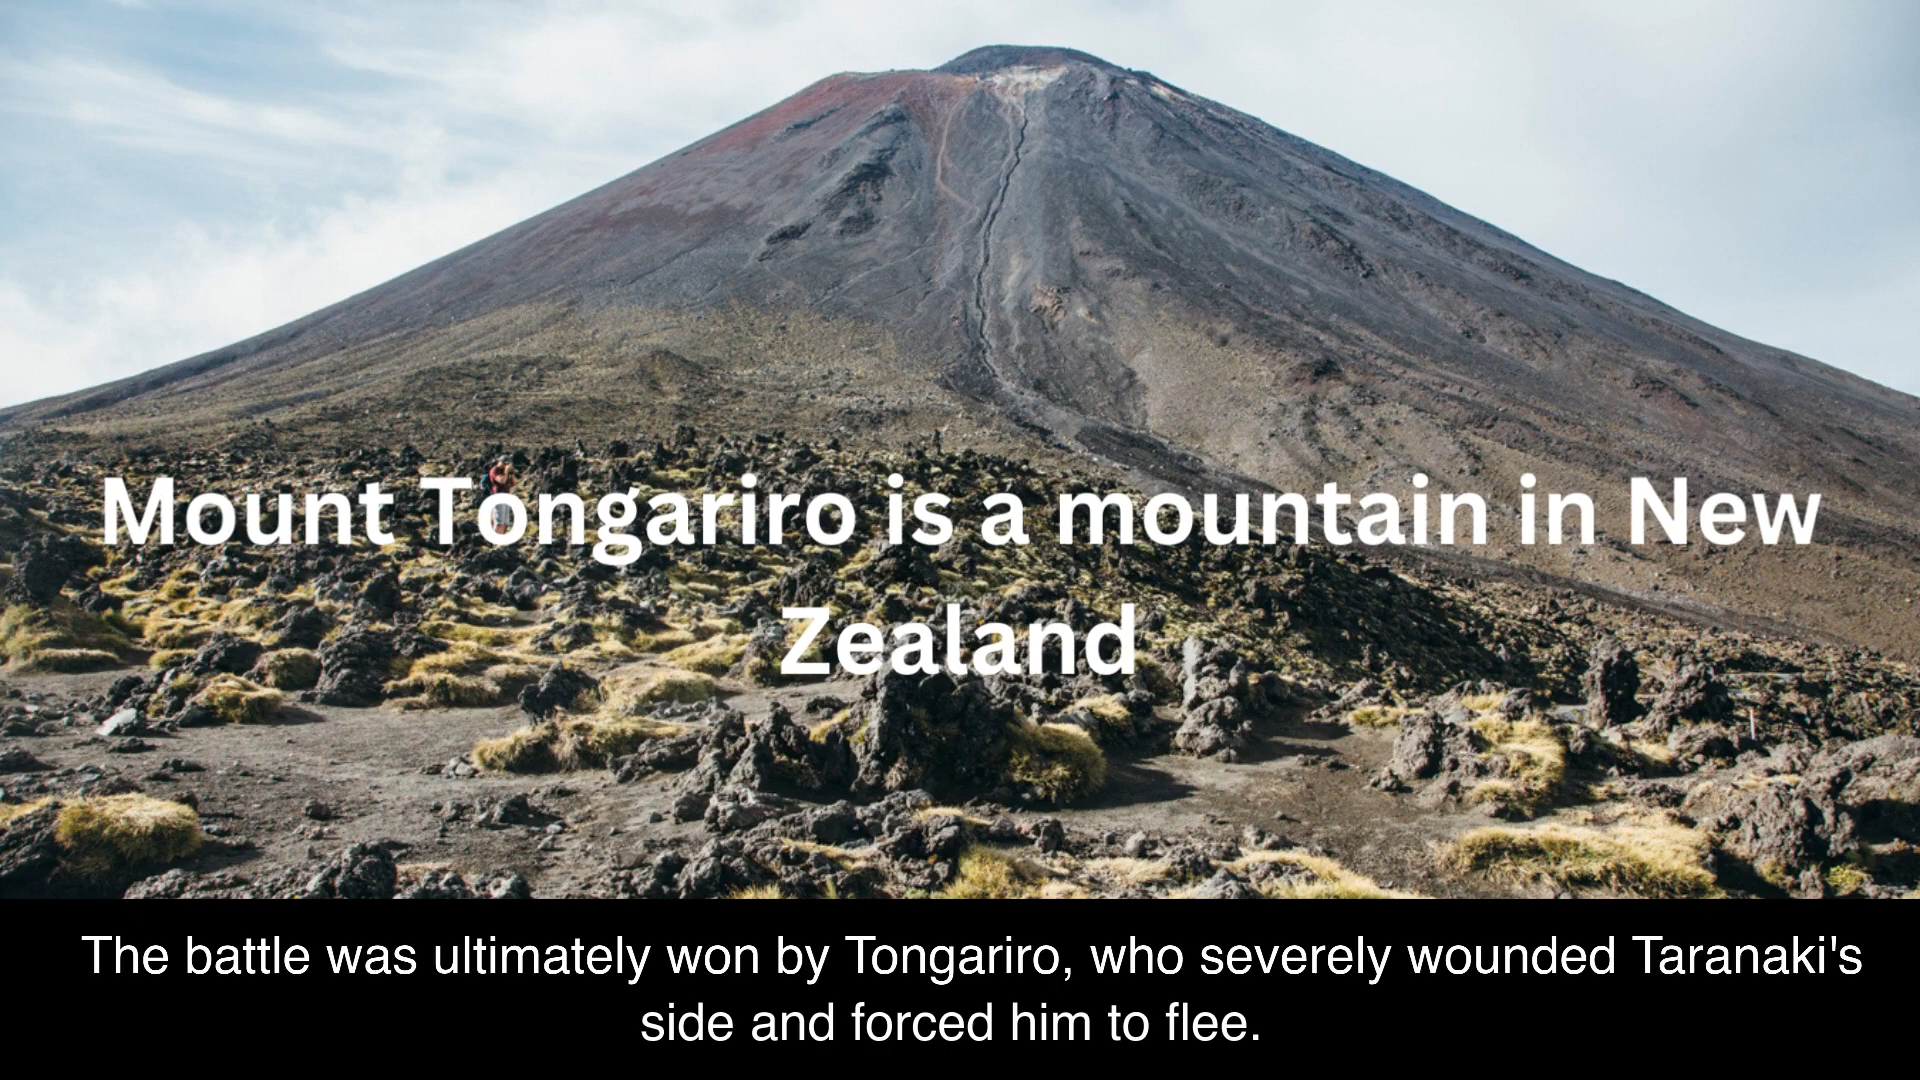 Mount Tongariro is a mountain in New
Zealand
The battle was ultimately won by Tongariro, who severely wounded Taranaki's
side and forced him to flee.